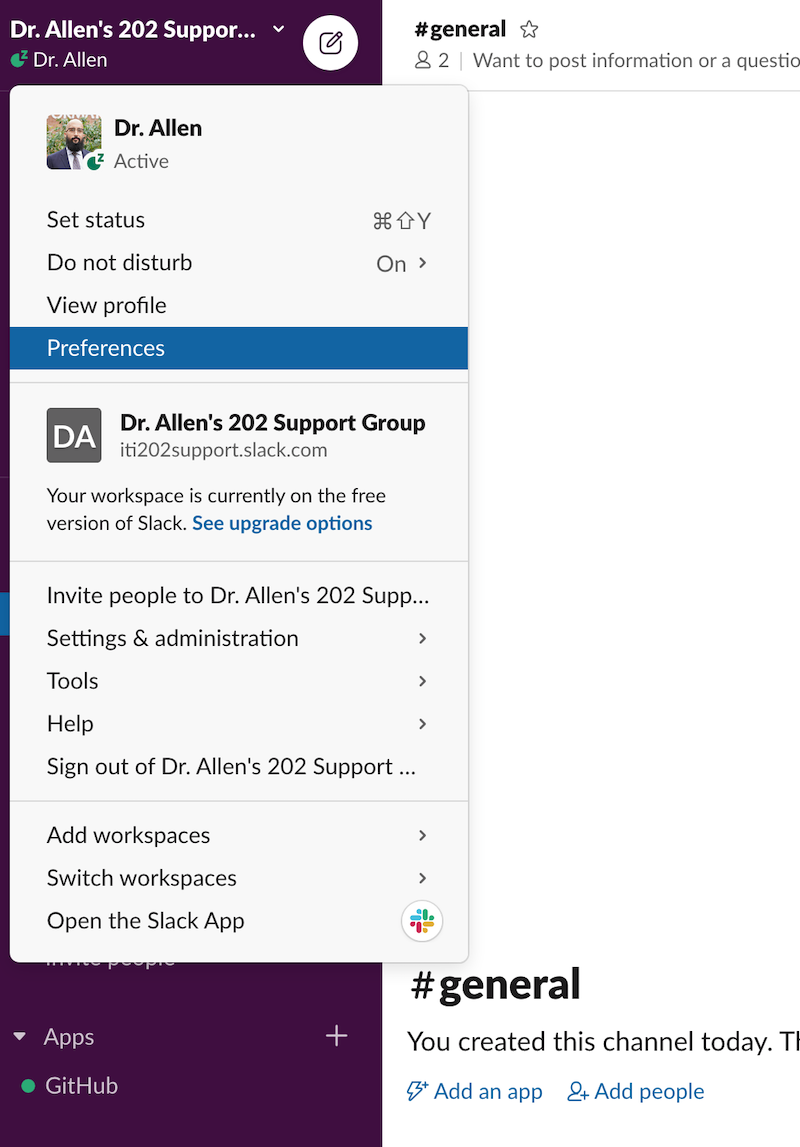 Dr. Allen's 202 Suppor...
Dr. Allen
#general
2 | Want to post information or a questio
Dr. Allen
Active
Set status ⌘⇧Y
Do not disturb On
View profile
Preferences
DA
Dr. Allen's 202 Support Group
iti202support.slack.com
Your workspace is currently on the free
version of Slack. See upgrade options
Invite people to Dr. Allen's 202 Supp...
Settings & administration
Tools
Help
Sign out of Dr. Allen's 202 Support ...
Add workspaces
Switch workspaces
Open the Slack App
Invite people
#general
Apps +
You created this channel today. Th
GitHub
Add an app Add people